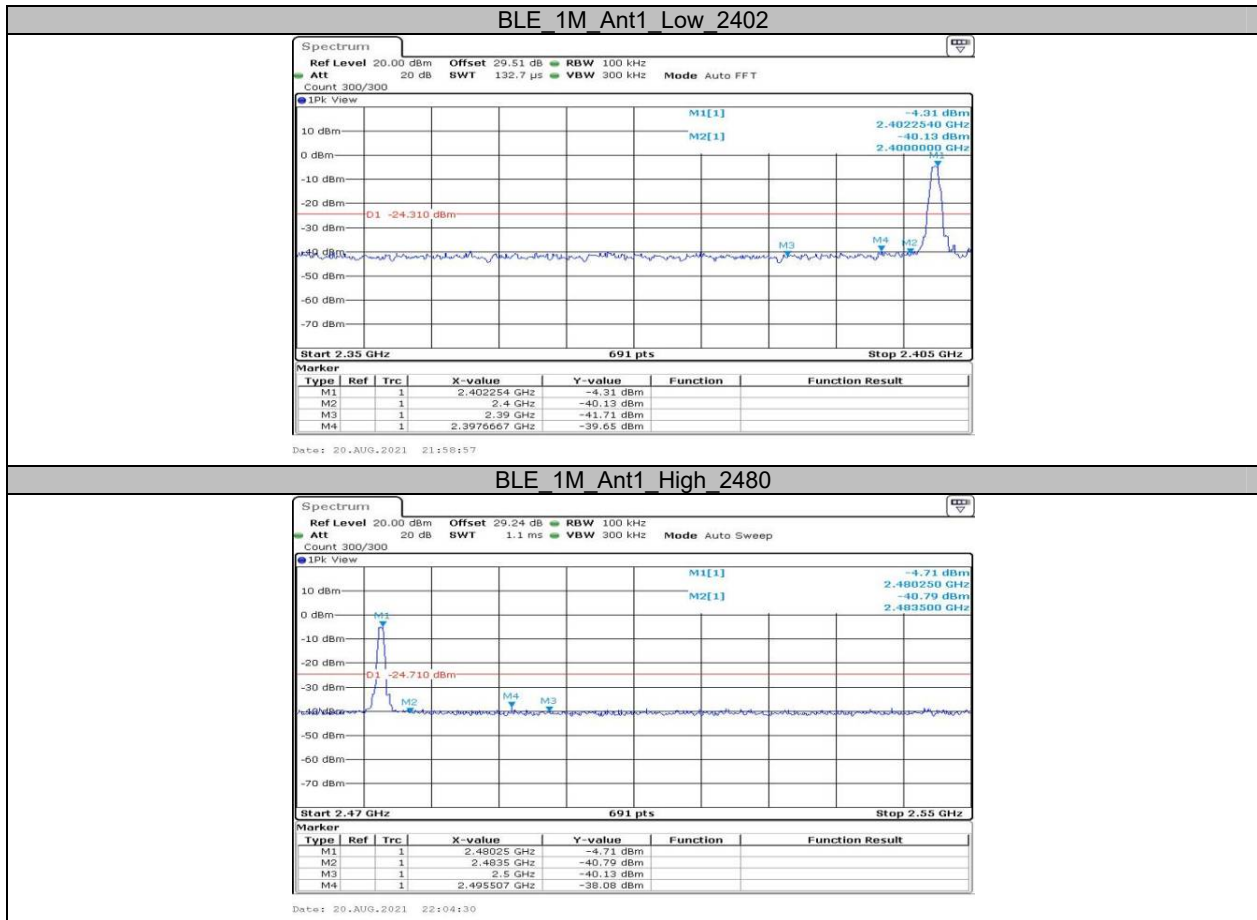 BLE_1M_Ant1_Low_2402
Spectrum
Ref Level 20.00 dBm Offset 29.51 dB RBW 100 kHz
Att 20 dB SWT 132.7 µs VBW 300 kHz Mode Auto FFT
Count 300/300
1Pk View
M1[1] -4.31 dBm
2.4022540 GHz
M2[1] -40.13 dBm
2.4000000 GHz
M1
10 dBm
0 dBm
-10 dBm
-20 dBm
D1 -24.310 dBm
-30 dBm
M3 M4 M2
-40 dBm
-50 dBm
-60 dBm
-70 dBm
Start 2.35 GHz 691 pts Stop 2.405 GHz
Marker
Type Ref Trc X-value Y-value Function Function Result
M1 1 2.402254 GHz -4.31 dBm
M2 1 2.4 GHz -40.13 dBm
M3 1 2.39 GHz -41.71 dBm
M4 1 2.3976667 GHz -39.65 dBm
Date: 20.AUG.2021 21:58:57
BLE_1M_Ant1_High_2480
Spectrum
Ref Level 20.00 dBm Offset 29.24 dB RBW 100 kHz
Att 20 dB SWT 1.1 ms VBW 300 kHz Mode Auto Sweep
Count 300/300
1Pk View
M1[1] -4.71 dBm
2.480250 GHz
M2[1] -40.79 dBm
2.483500 GHz
10 dBm
0 dBm
M1
-10 dBm
-20 dBm
D1 -24.710 dBm
-30 dBm
M2 M4 M3
-40 dBm
-50 dBm
-60 dBm
-70 dBm
Start 2.47 GHz 691 pts Stop 2.55 GHz
Marker
Type Ref Trc X-value Y-value Function Function Result
M1 1 2.48025 GHz -4.71 dBm
M2 1 2.4835 GHz -40.79 dBm
M3 1 2.5 GHz -40.13 dBm
M4 1 2.495507 GHz -38.08 dBm
Date: 20.AUG.2021 22:04:30